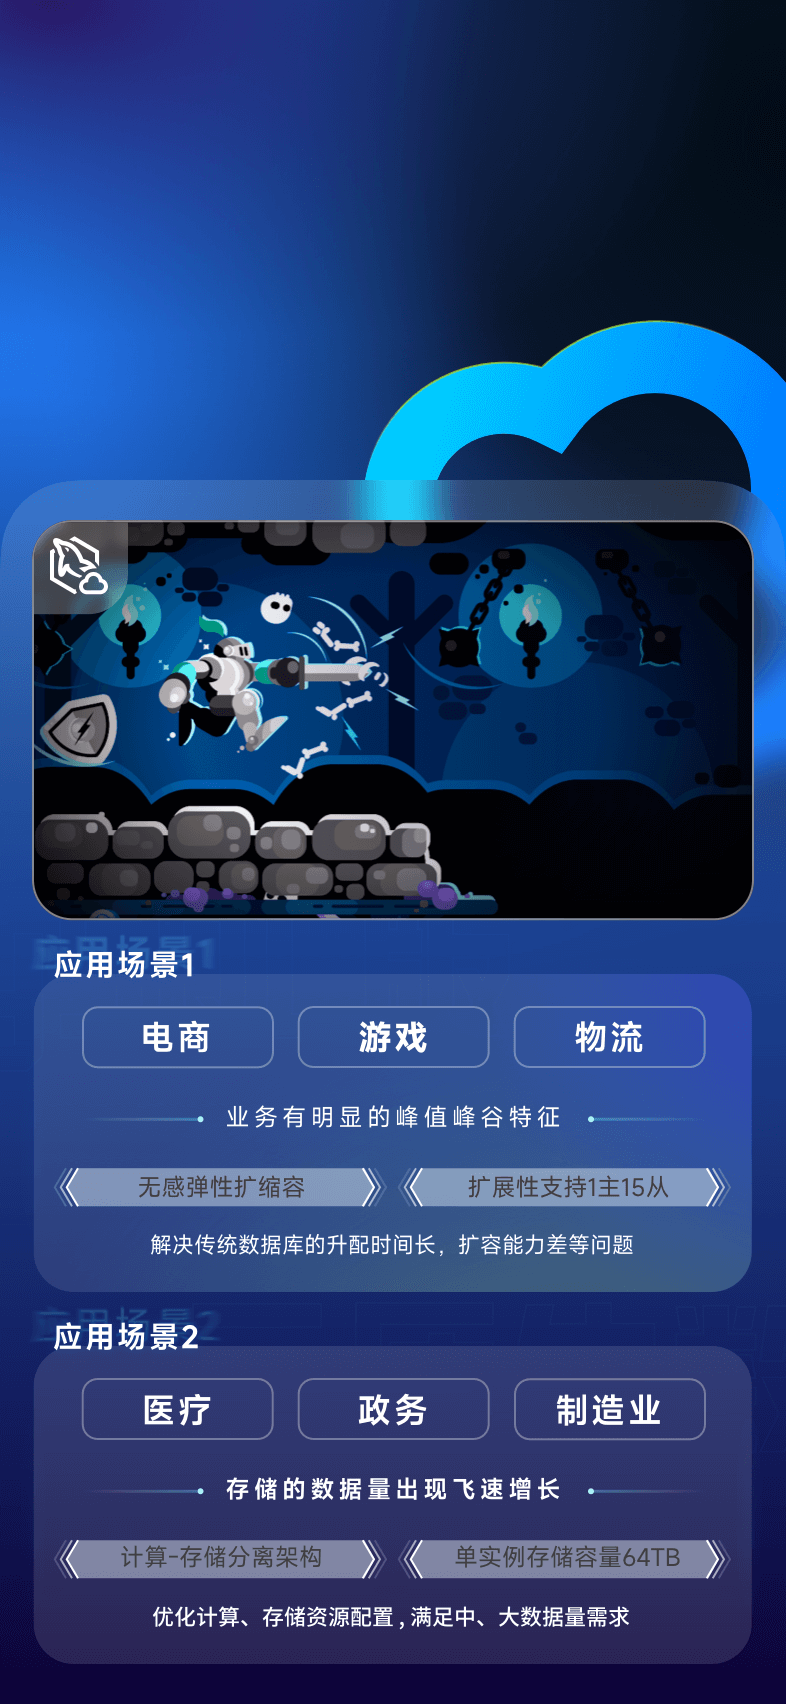 应用场景1
电商
游戏
物流
业务有明显的峰值峰谷特征
无感弹性扩缩容
扩展性支持1主15从
解决传统数据库的升配时间长，扩容能力差等问题
应用场景2
医疗
政务
制造业
存储的数据量出现飞速增长
计算-存储分离架构
单实例存储容量64TB
优化计算、存储资源配置,满足中、大数据量需求